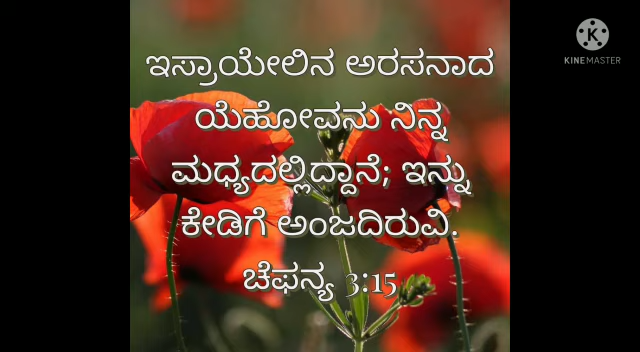 ಇಸ್ರಾಯೇಲಿನ ಅರಸನಾದ
ಯೆಹೋವನು ನಿನ್ನ
ಮಧ್ಯದಲ್ಲಿದ್ದಾನೆ; ಇನ್ನು
ಕೇಡಿಗೆ ಅಂಜದಿರುವಿ.
ಚೆಫನ್ಯ 3:15
K
KINEMASTER